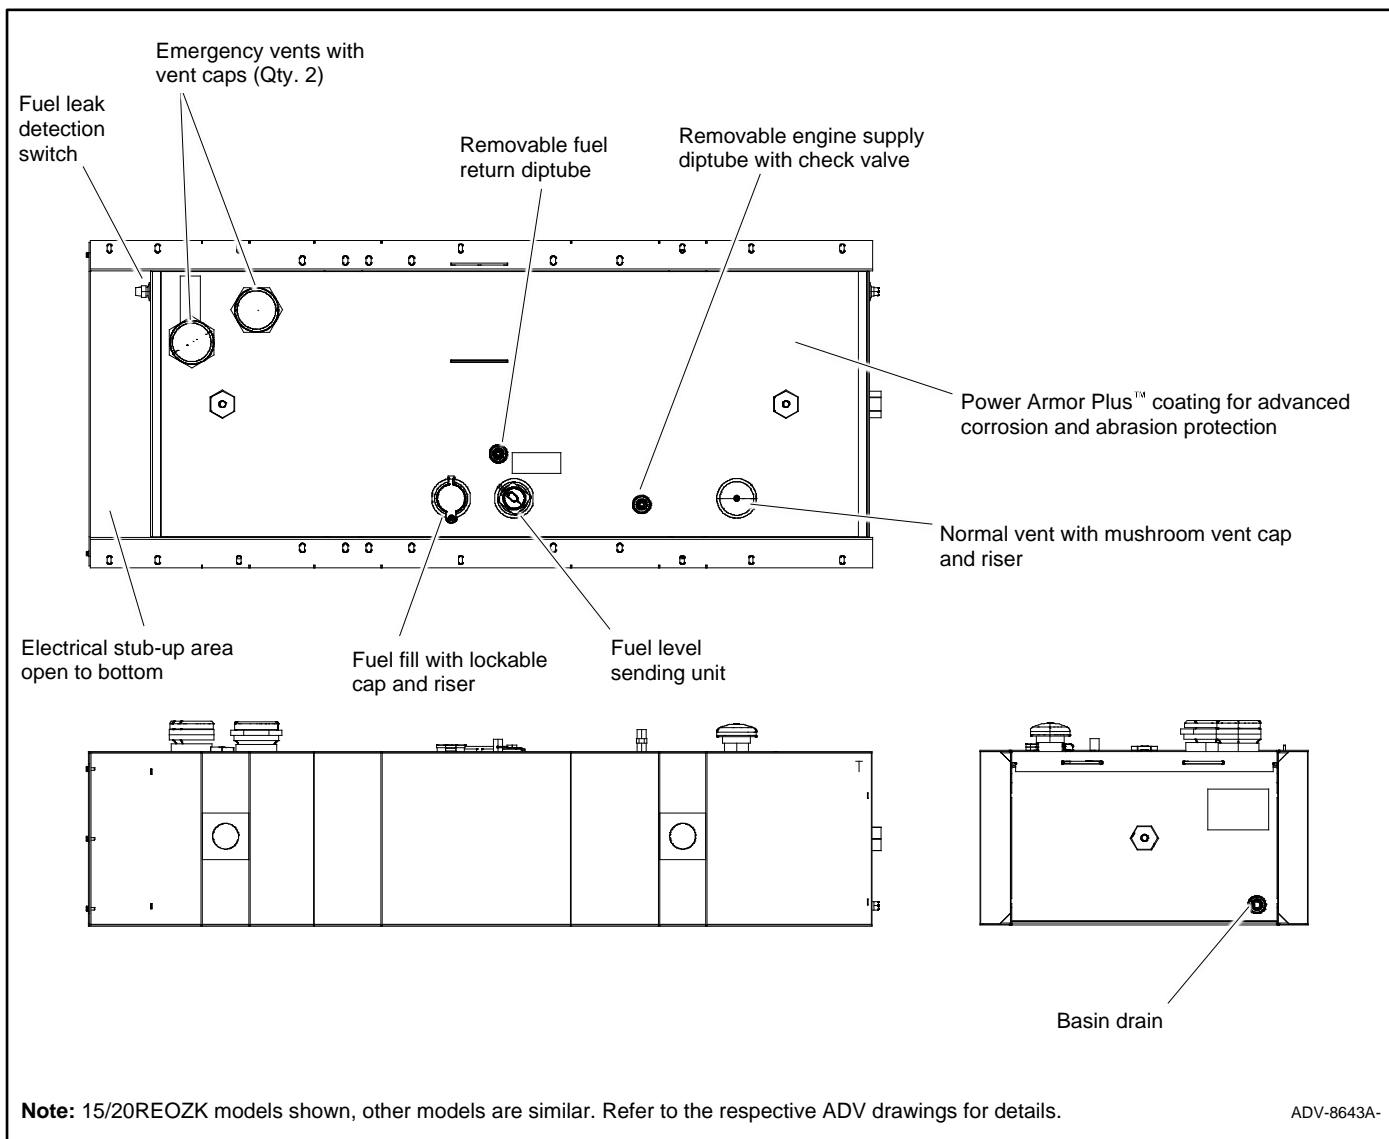 Emergency vents with
vent caps (Qty. 2)
Fuel leak
detection
switch
Removable fuel
return diptube
Removable engine supply
diptube with check valve
Power Armor Plus™ coating for advanced
corrosion and abrasion protection
Normal vent with mushroom vent cap
and riser
Electrical stub-up area
open to bottom
Fuel fill with lockable
cap and riser
Fuel level
sending unit
Basin drain
Note: 15/20REOZK models shown, other models are similar. Refer to the respective ADV drawings for details.
ADV-8643A-